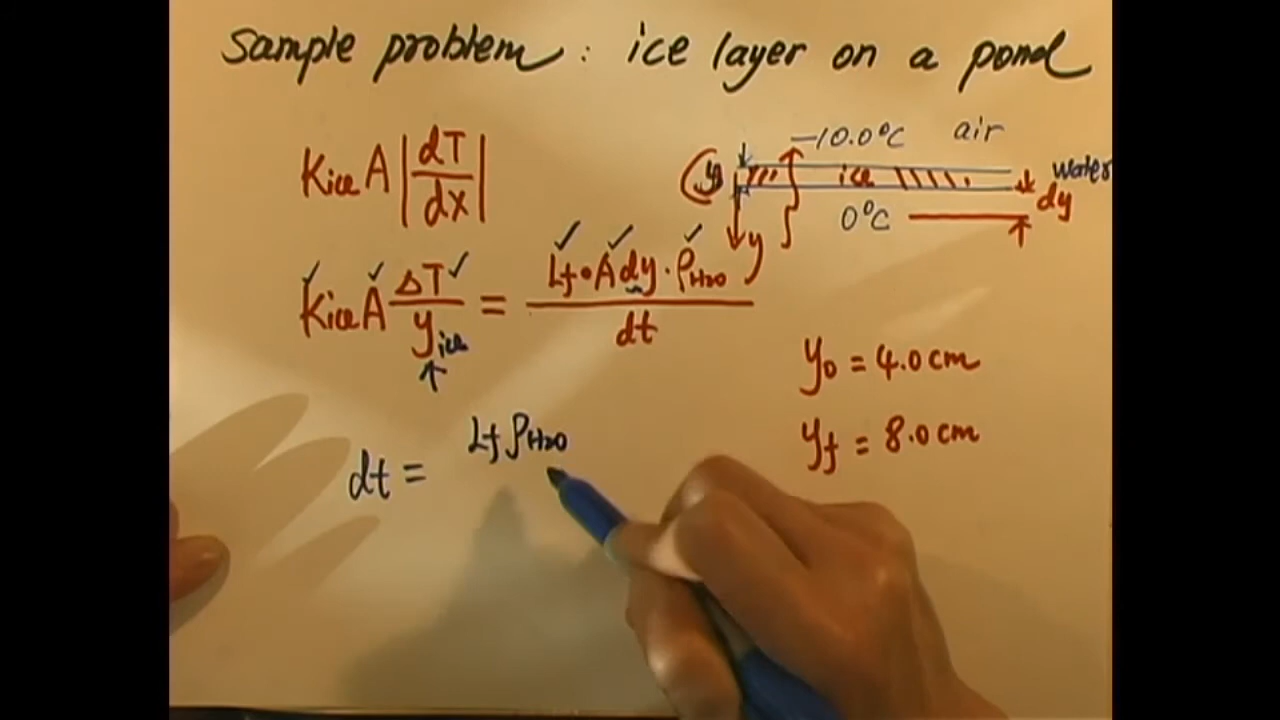 Sample problem : ice layer on a pond
-10.0°C air
y ice water
dy
0°C
y
Kice A |dT/dx|
Kice A ΔT/yice = Lf · A dy · ρH2O / dt
y0 = 4.0 cm
yf = 8.0 cm
dt = Lf ρH2O